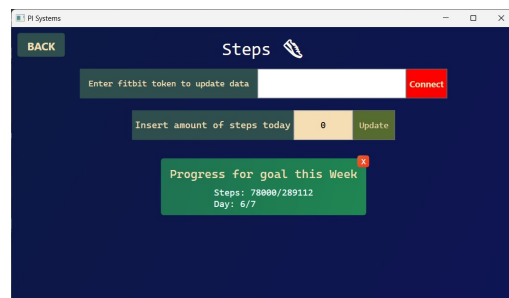 PI Systems
BACK
Steps
Enter fitbit token to update data
Connect
Insert amount of steps today
0
Update
X
Progress for goal this Week
Steps: 78000/289112
Day: 6/7